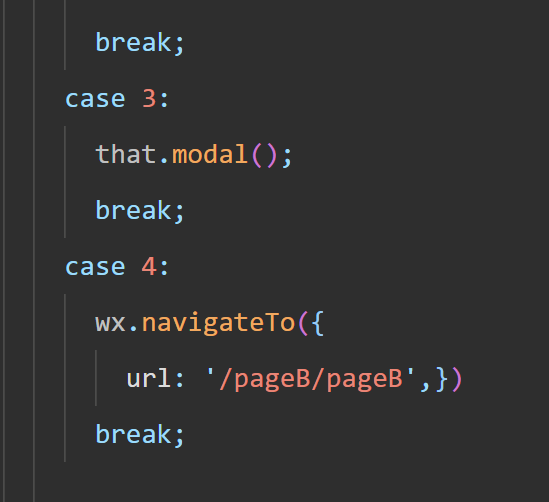 break;
case 3:
that.modal();
break;
case 4:
wx.navigateTo({
url: '/pageB/pageB',})
break;